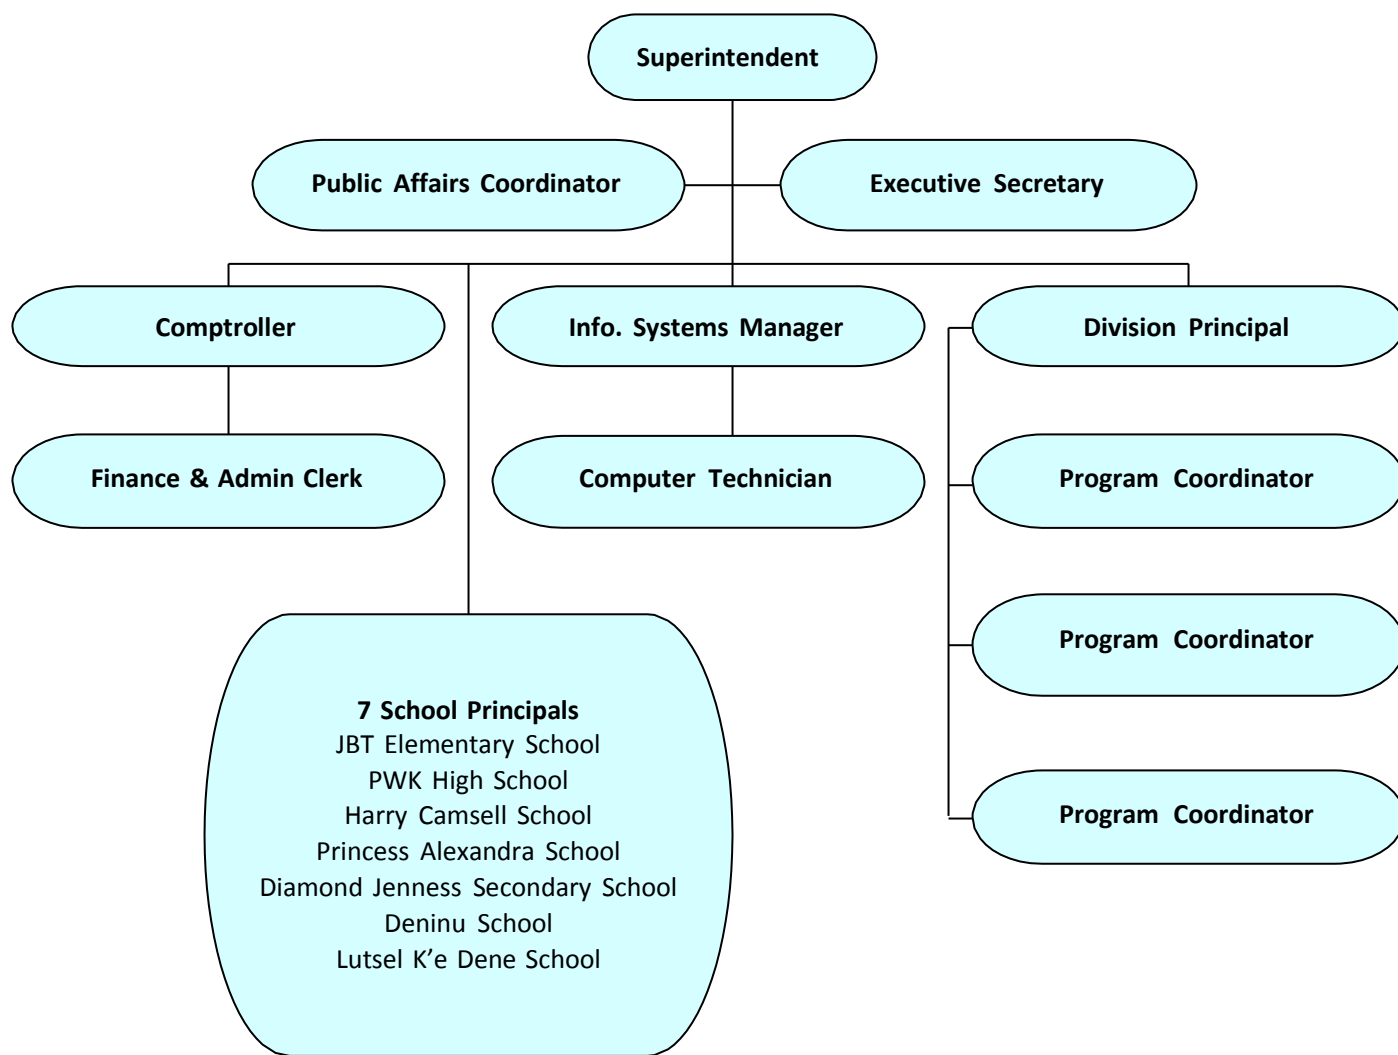 Superintendent
Public Affairs Coordinator
Executive Secretary
Comptroller
Info. Systems Manager
Division Principal
Finance & Admin Clerk
Computer Technician
Program Coordinator
Program Coordinator
7 School Principals
JBT Elementary School
PWK High School
Harry Camsell School
Princess Alexandra School
Diamond Jenness Secondary School
Deninu School
Lutsel K’e Dene School
Program Coordinator